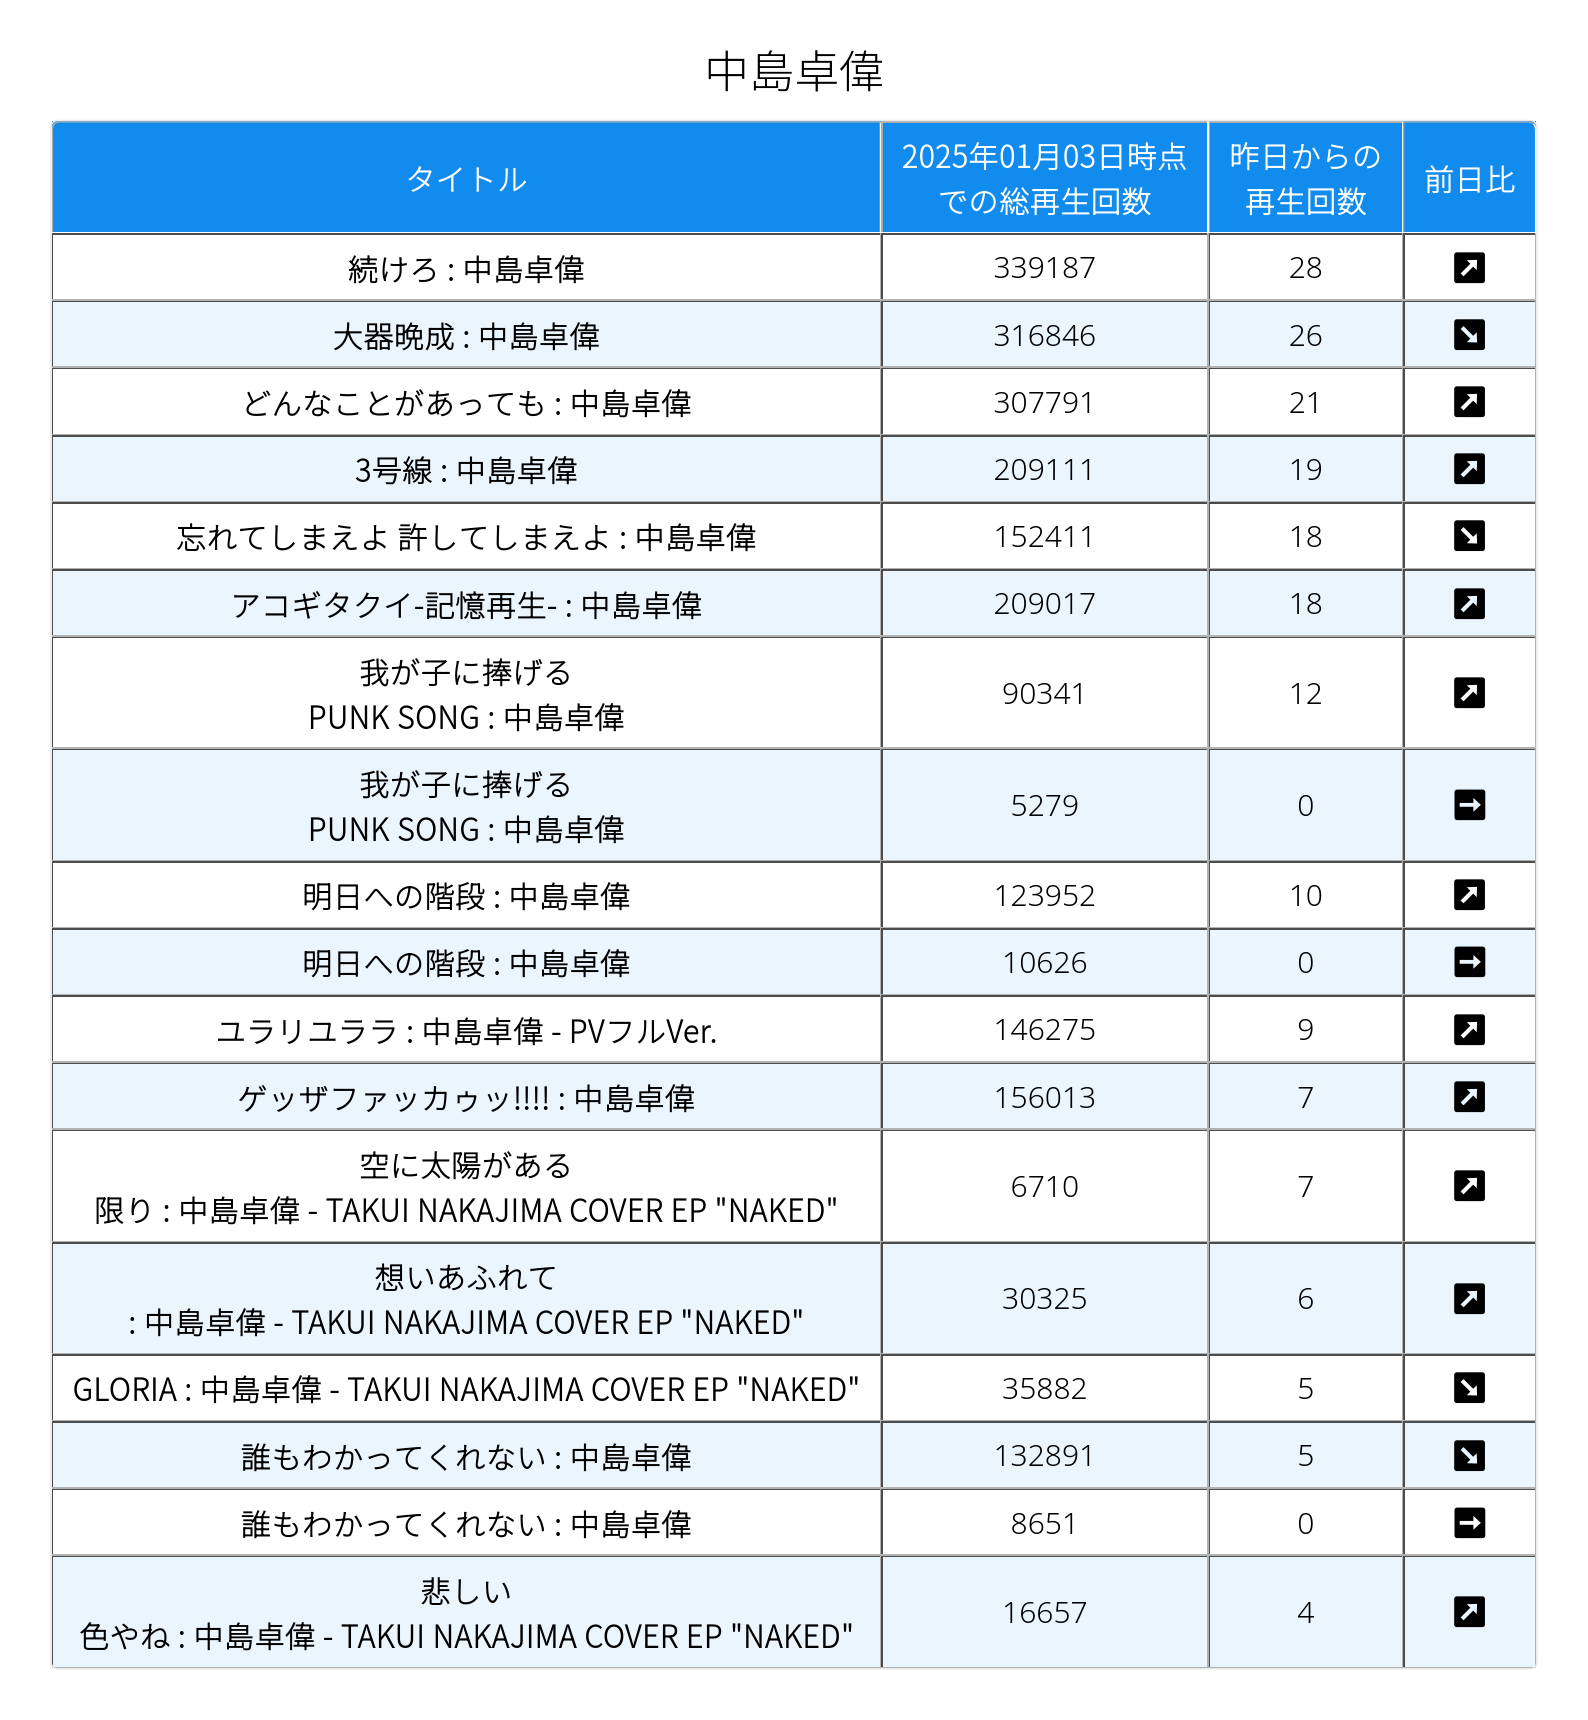 中島卓偉
タイトル
2025年01月03日時点
での総再生回数
昨日からの
再生回数
前日比
続けろ : 中島卓偉 339187 28 ↗
大器晩成 : 中島卓偉 316846 26 ↘
どんなことがあっても : 中島卓偉 307791 21 ↗
3号線 : 中島卓偉 209111 19 ↗
忘れてしまえよ 許してしまえよ : 中島卓偉 152411 18 ↘
アコギタクイ-記憶再生- : 中島卓偉 209017 18 ↗
我が子に捧げる
PUNK SONG : 中島卓偉 90341 12 ↗
我が子に捧げる
PUNK SONG : 中島卓偉 5279 0 →
明日への階段 : 中島卓偉 123952 10 ↗
明日への階段 : 中島卓偉 10626 0 →
ユラリユララ : 中島卓偉 - PVフルVer. 146275 9 ↗
ゲッザファッカゥッ!!!! : 中島卓偉 156013 7 ↗
空に太陽がある
限り : 中島卓偉 - TAKUI NAKAJIMA COVER EP "NAKED" 6710 7 ↗
想いあふれて
: 中島卓偉 - TAKUI NAKAJIMA COVER EP "NAKED" 30325 6 ↗
GLORIA : 中島卓偉 - TAKUI NAKAJIMA COVER EP "NAKED" 35882 5 ↘
誰もわかってくれない : 中島卓偉 132891 5 ↘
誰もわかってくれない : 中島卓偉 8651 0 →
悲しい
色やね : 中島卓偉 - TAKUI NAKAJIMA COVER EP "NAKED" 16657 4 ↗